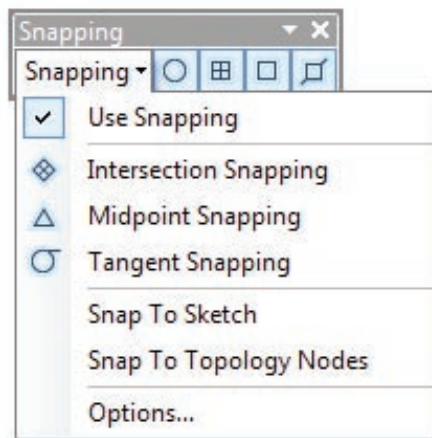 Snapping
Snapping
Use Snapping
Intersection Snapping
Midpoint Snapping
Tangent Snapping
Snap To Sketch
Snap To Topology Nodes
Options...